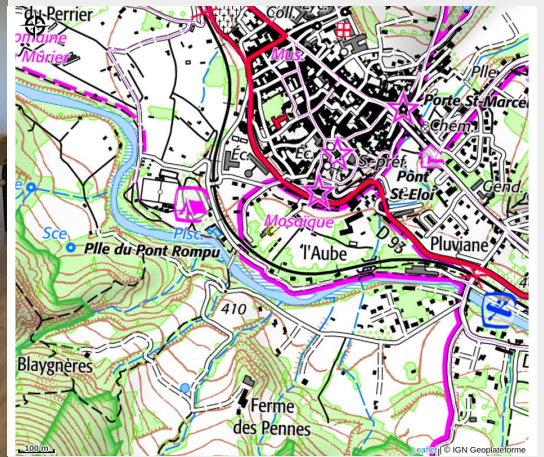 du Perrier
Coll.
omaine
Mûrier
Mus.
Plle
Porte St-Marcel
Chem.
Éc.
Éc.
S.-préf.
Pont
St-Eloi
Gend.
Mosaïque
Pisc.
D 93
Pluviane
Sce
Plle du Pont Rompu
l'Aube
410
Blaygnères
Ferme
des Pennes
100 m
Leaflet | © IGN Geoplateforme